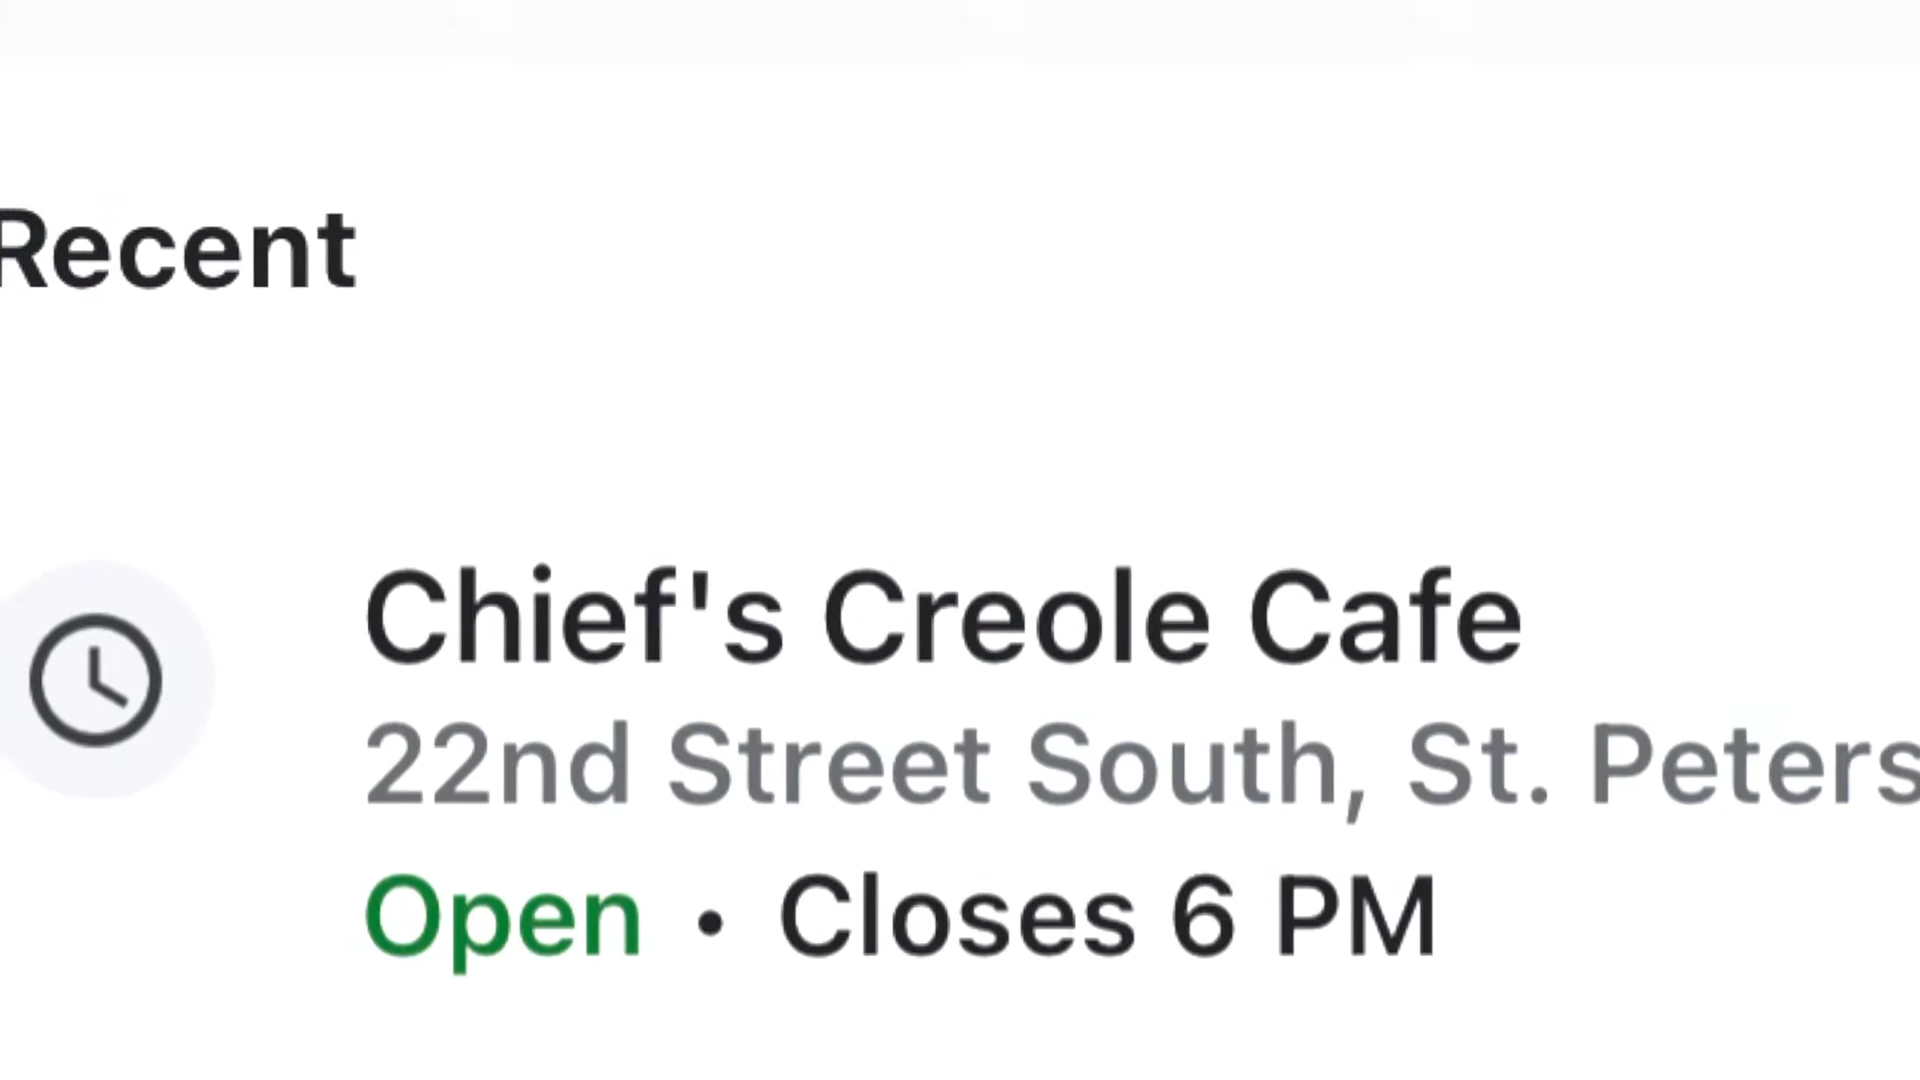 Recent
Chief's Creole Cafe
22nd Street South, St. Peters
Open • Closes 6 PM